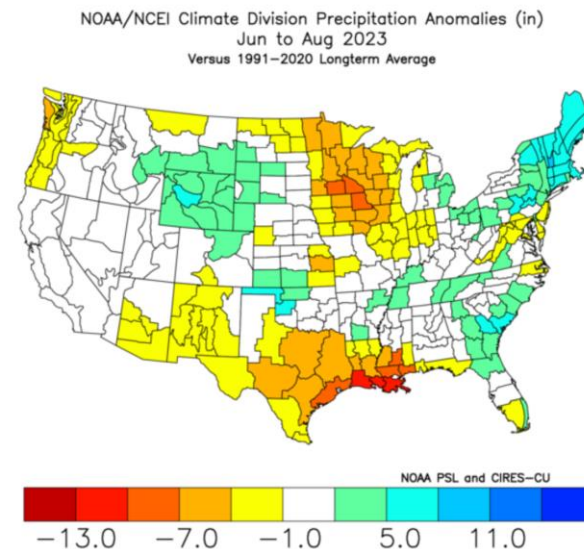 NOAA/NCEI Climate Division Precipitation Anomalies (in)
Jun to Aug 2023
Versus 1991-2020 Longterm Average
NOAA PSL and CIRES-CU
-13.0 -7.0 -1.0 5.0 11.0